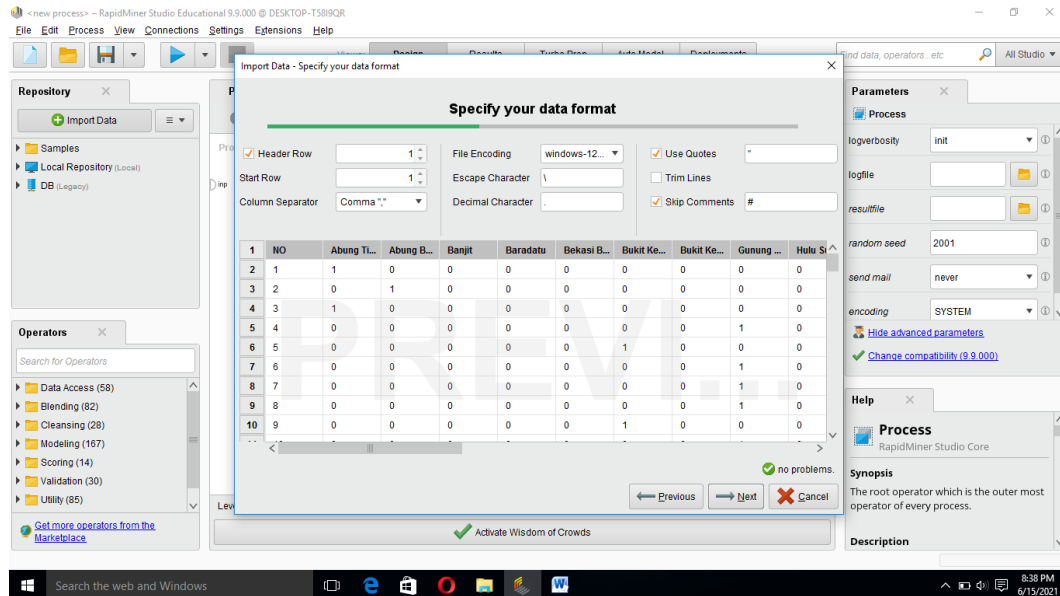 <new process> – RapidMiner Studio Educational 9.9.000 @ DESKTOP-T58I9QR
File Edit Process View Connections Settings Extensions Help
Find data, operators...etc All Studio
Import Data - Specify your data format
Specify your data format
Repository
Import Data
Samples
Local Repository (Local)
DB (Legacy)
inp
Header Row 1
Start Row 1
Column Separator Comma ","
File Encoding windows-12...
Escape Character \
Decimal Character .
Use Quotes "
Trim Lines
Skip Comments #
1 NO Abung Ti... Abung B... Banjit Baradatu Bekasi B... Bukit Ke... Bukit Ke... Gunung ...
2 1 1 0 0 0 0 0 0 0 0
3 2 0 1 0 0 0 0 0 0 0
4 3 1 0 0 0 0 0 0 0 0
5 4 0 0 0 0 0 0 0 1 0
6 5 0 0 0 0 0 1 0 0 0
7 6 0 0 0 0 0 0 0 1 0
8 7 0 0 0 0 0 0 0 1 0
9 8 0 0 0 0 0 0 0 1 0
10 9 0 0 0 0 0 1 0 0 0
PREVI...
no problems.
Previous Next Cancel
Activate Wisdom of Crowds
Operators
Search for Operators
Data Access (58)
Blending (82)
Cleansing (28)
Modeling (167)
Scoring (14)
Validation (30)
Utility (85)
Get more operators from the
Marketplace
Parameters
Process
logverbosity init
logfile
resultfile
random seed 2001
send mail never
encoding SYSTEM
Hide advanced parameters
Change compatibility (9.9.000)
Help
Process
RapidMiner Studio Core
Synopsis
The root operator which is the outer most
operator of every process.
Description
Search the web and Windows
8:38 PM
6/15/2021